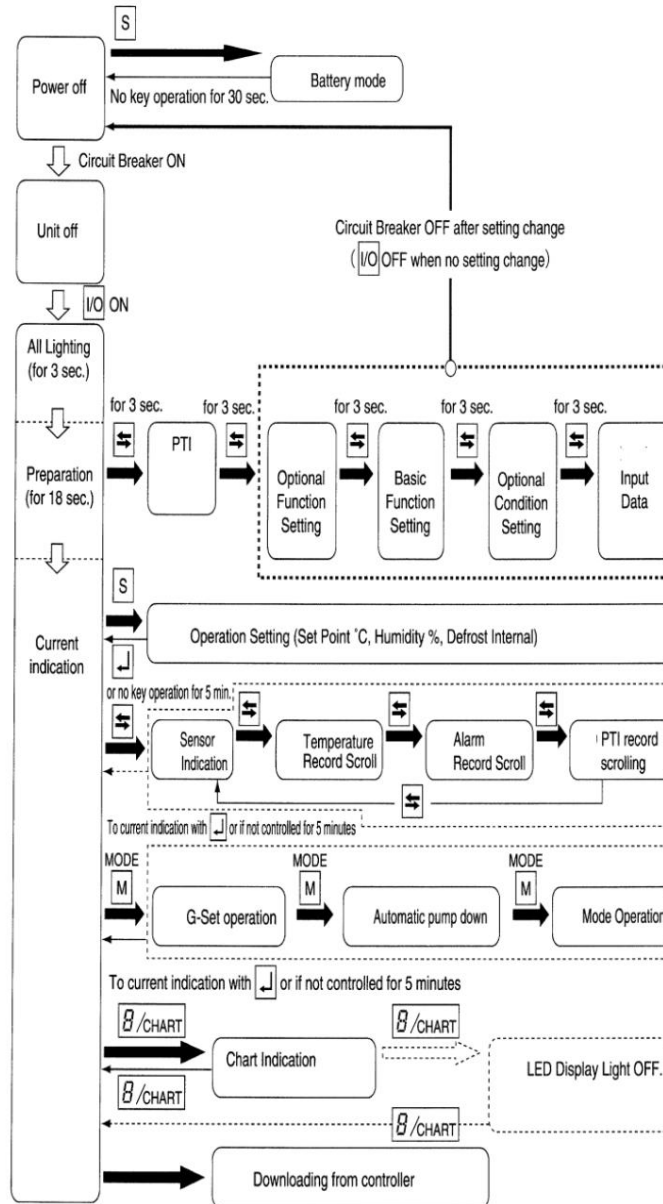 S
Power off
Battery mode
No key operation for 30 sec.
Circuit Breaker ON
Unit off
Circuit Breaker OFF after setting change
( I/O OFF when no setting change)
I/O ON
All Lighting
(for 3 sec.)
for 3 sec.
for 3 sec.
for 3 sec.
for 3 sec.
for 3 sec.
Preparation
(for 18 sec.)
PTI
Optional
Function
Setting
Basic
Function
Setting
Optional
Condition
Setting
Input
Data
S
Operation Setting (Set Point °C, Humidity %, Defrost Internal)
Current
indication
or no key operation for 5 min.
Sensor
Indication
Temperature
Record Scroll
Alarm
Record Scroll
PTI record
scrolling
To current indication with ↵ or if not controlled for 5 minutes
MODE
M
MODE
M
MODE
M
G-Set operation
Automatic pump down
Mode Operation
To current indication with ↵ or if not controlled for 5 minutes
8/CHART
8/CHART
Chart Indication
LED Display Light OFF.
8/CHART
8/CHART
Downloading from controller